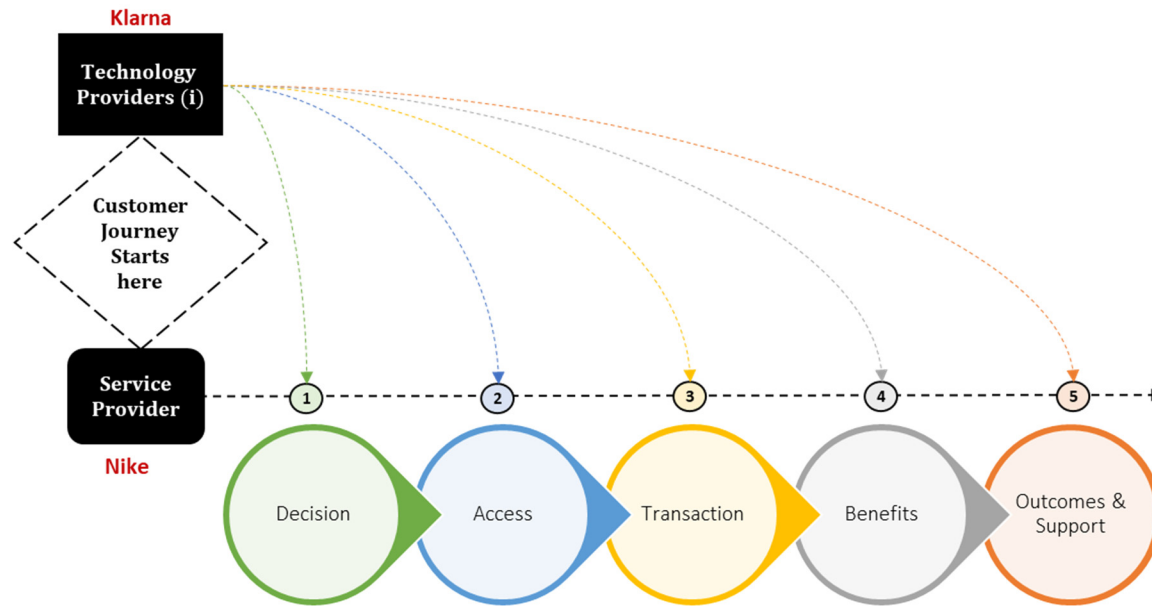 Klarna
Technology
Providers (i)
Customer
Journey
Starts
here
Service
Provider
Nike
1
2
3
4
5
Decision
Access
Transaction
Benefits
Outcomes &
Support